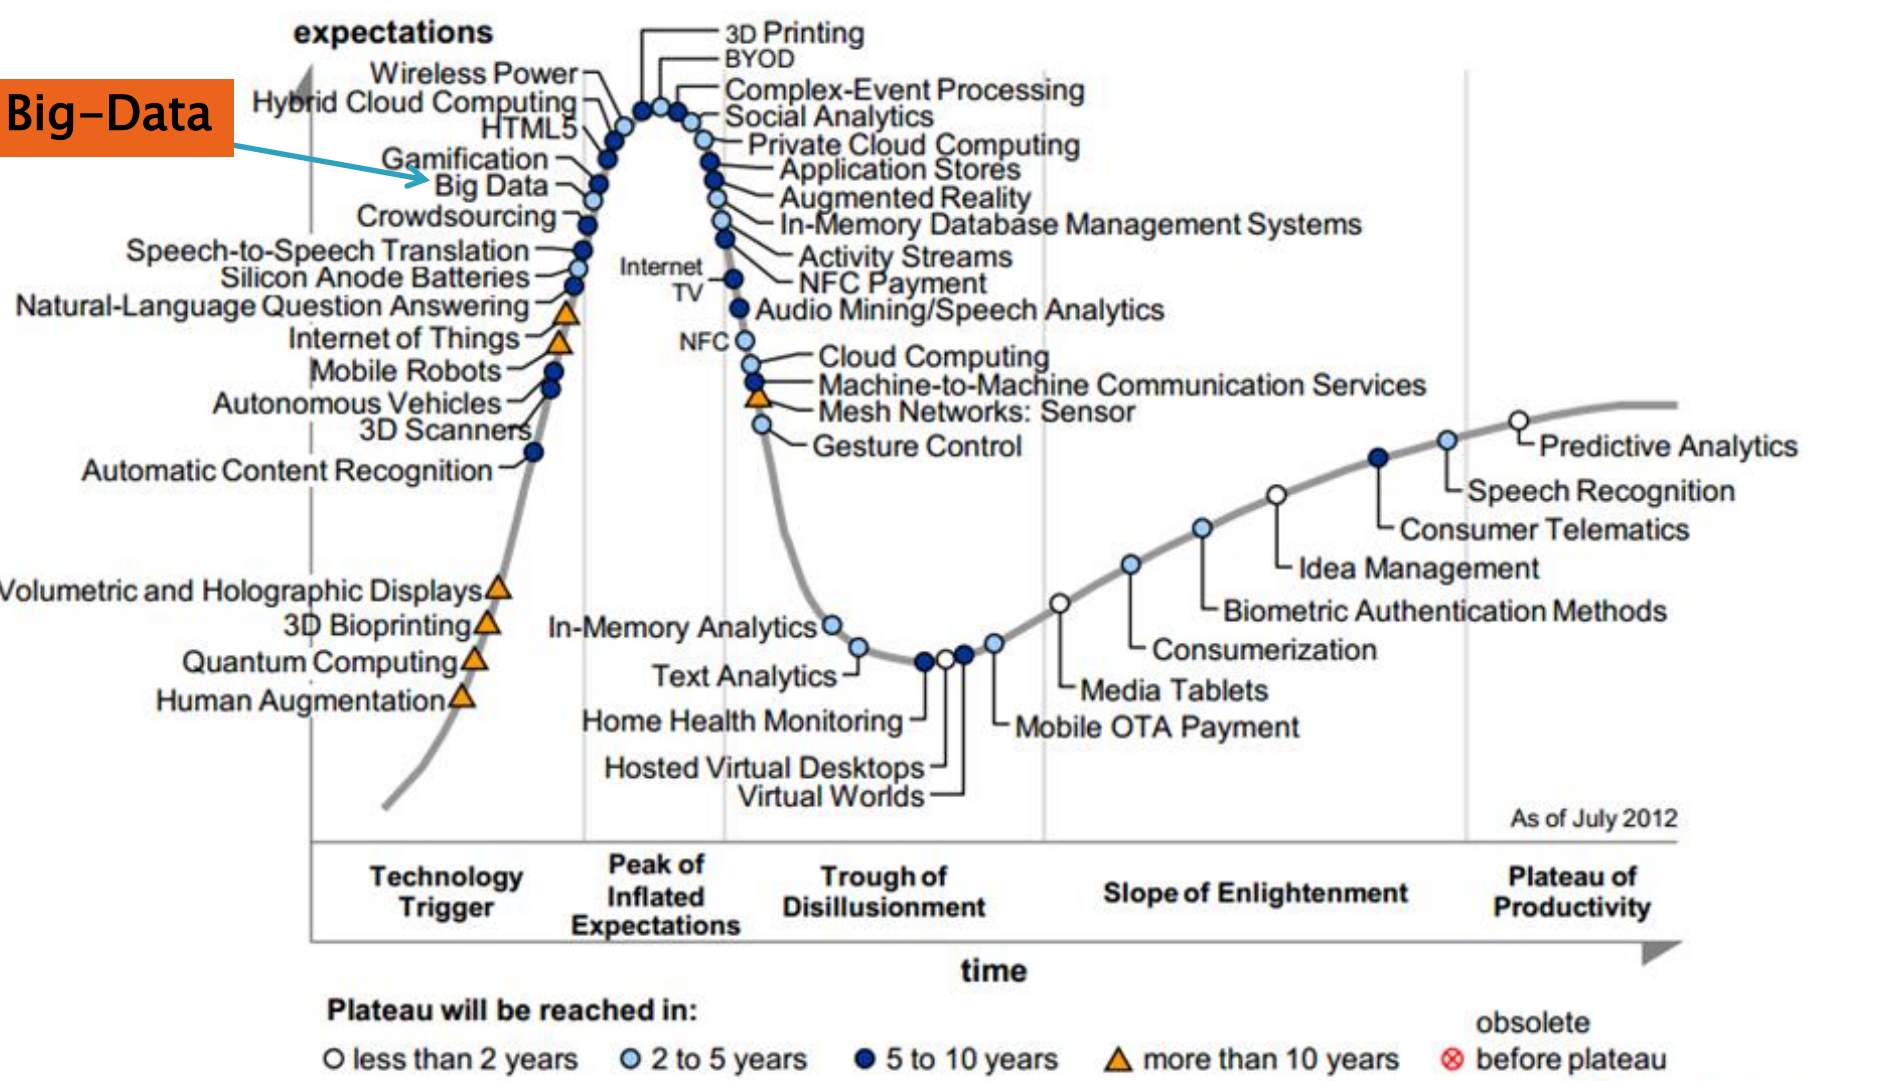 expectations
Big-Data
3D Printing
BYOD
Wireless Power
Complex-Event Processing
Hybrid Cloud Computing
Social Analytics
HTML5
Private Cloud Computing
Gamification
Application Stores
Big Data
Augmented Reality
Crowdsourcing
In-Memory Database Management Systems
Speech-to-Speech Translation
Activity Streams
Silicon Anode Batteries
Internet
TV
NFC Payment
Natural-Language Question Answering
Audio Mining/Speech Analytics
Internet of Things
NFC
Cloud Computing
Mobile Robots
Machine-to-Machine Communication Services
Autonomous Vehicles
Mesh Networks: Sensor
3D Scanners
Gesture Control
Predictive Analytics
Automatic Content Recognition
Speech Recognition
Consumer Telematics
Idea Management
Volumetric and Holographic Displays
Biometric Authentication Methods
3D Bioprinting
In-Memory Analytics
Consumerization
Quantum Computing
Text Analytics
Media Tablets
Human Augmentation
Home Health Monitoring
Mobile OTA Payment
Hosted Virtual Desktops
Virtual Worlds
As of July 2012
Technology
Trigger
Peak of
Inflated
Expectations
Trough of
Disillusionment
Slope of Enlightenment
Plateau of
Productivity
time
Plateau will be reached in:
less than 2 years
2 to 5 years
5 to 10 years
more than 10 years
obsolete
before plateau